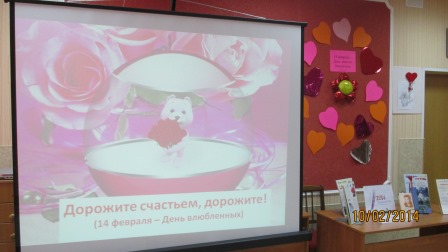 Дорожите счастьем, дорожите!
(14 февраля – День влюбленных)
10/02/2014